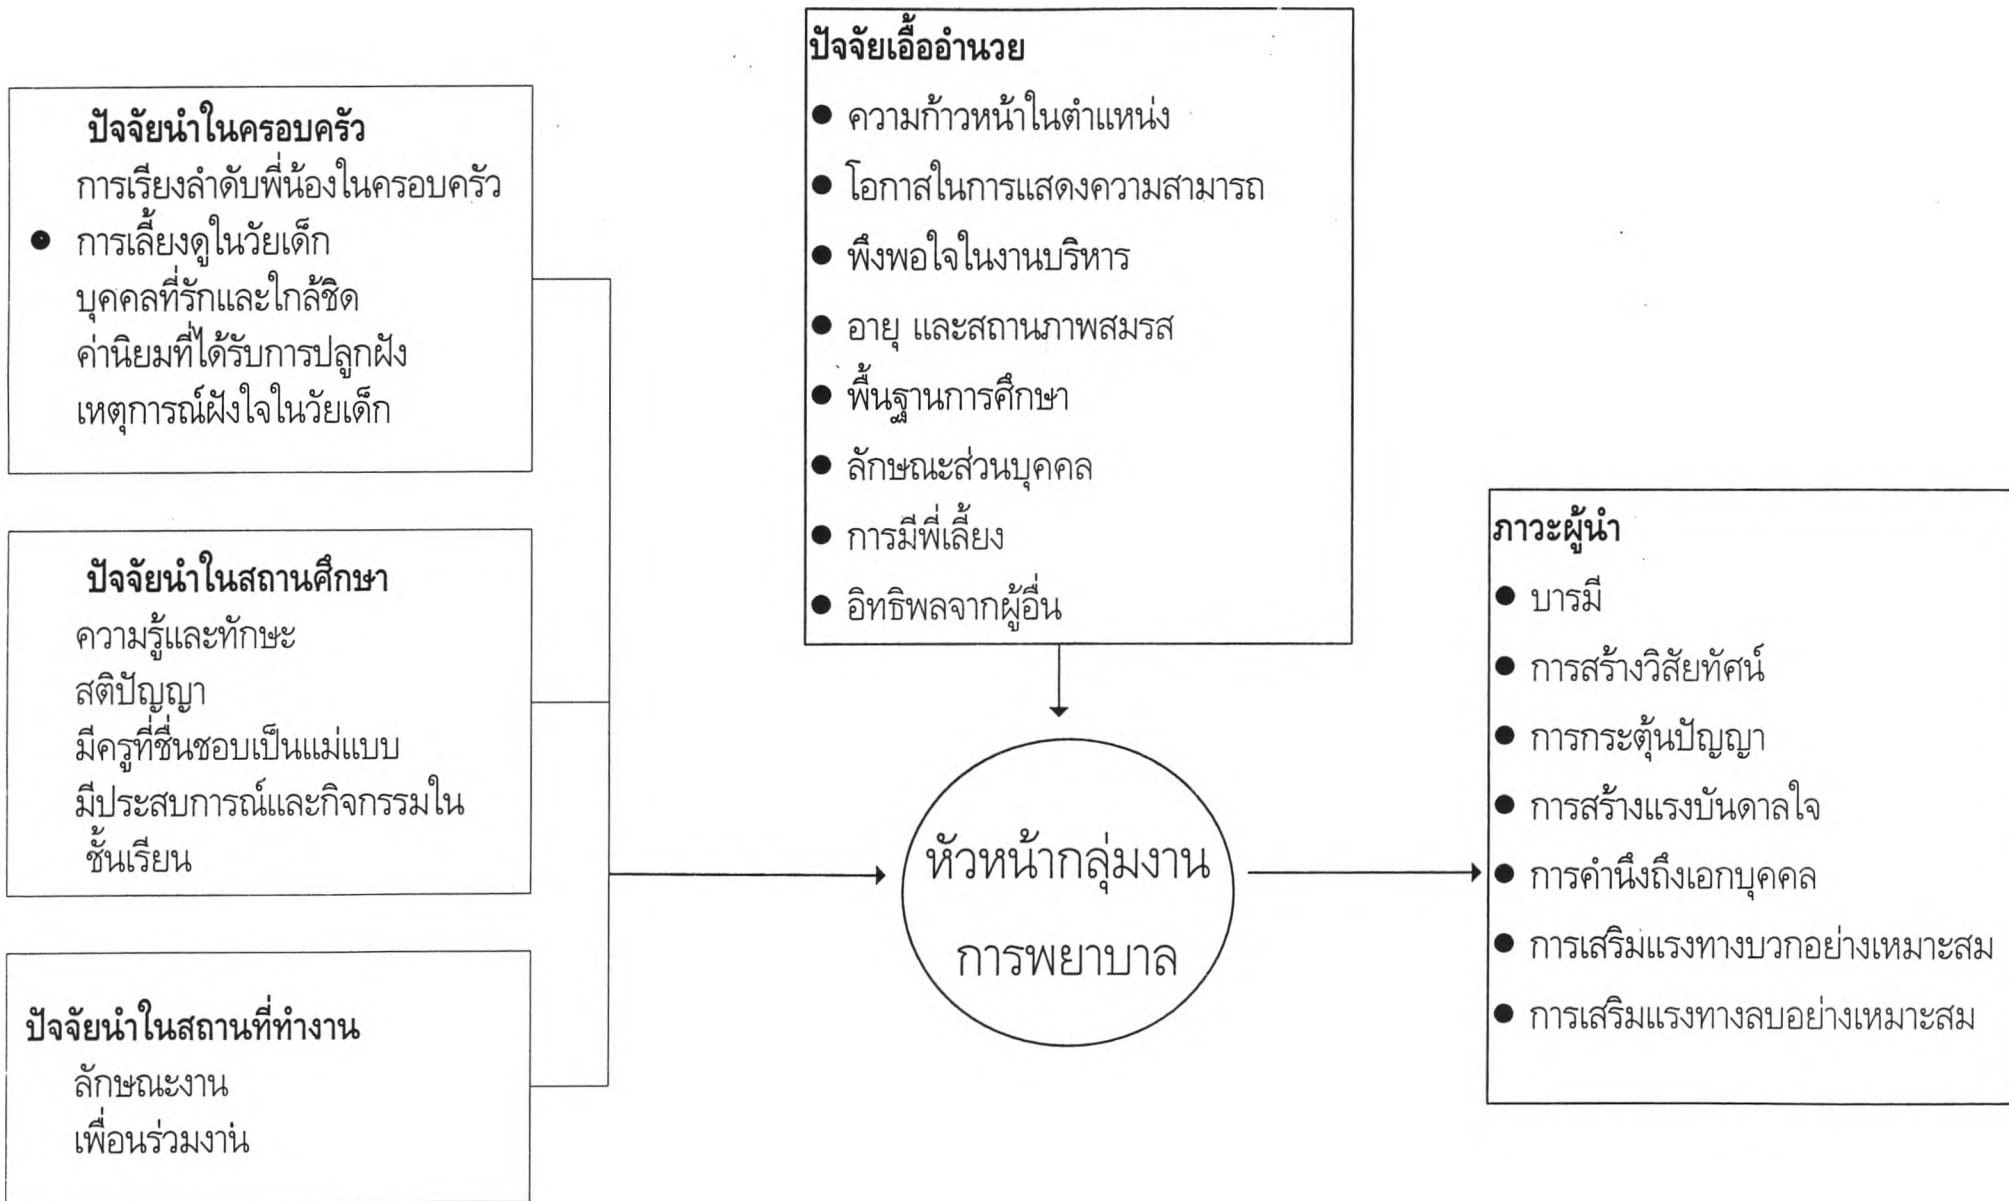 ปัจจัยนำในครอบครัว
การเรียงลำดับพี่น้องในครอบครัว
● การเลี้ยงดูในวัยเด็ก
บุคคลที่รักและใกล้ชิด
ค่านิยมที่ได้รับการปลูกฝัง
เหตุการณ์ฝังใจในวัยเด็ก
ปัจจัยนำในสถานศึกษา
ความรู้และทักษะ
สติปัญญา
มีครูที่ชื่นชอบเป็นแม่แบบ
มีประสบการณ์และกิจกรรมใน
ชั้นเรียน
ปัจจัยนำในสถานที่ทำงาน
ลักษณะงาน
เพื่อนร่วมงาน
ปัจจัยเอื้ออำนวย
● ความก้าวหน้าในตำแหน่ง
● โอกาสในการแสดงความสามารถ
● พึงพอใจในงานบริหาร
● อายุ และสถานภาพสมรส
● พื้นฐานการศึกษา
● ลักษณะส่วนบุคคล
● การมีพี่เลี้ยง
● อิทธิพลจากผู้อื่น
หัวหน้ากลุ่มงาน
การพยาบาล
ภาวะผู้นำ
● บารมี
● การสร้างวิสัยทัศน์
● การกระตุ้นปัญญา
● การสร้างแรงบันดาลใจ
● การคำนึงถึงเอกบุคคล
● การเสริมแรงทางบวกอย่างเหมาะสม
● การเสริมแรงทางลบอย่างเหมาะสม